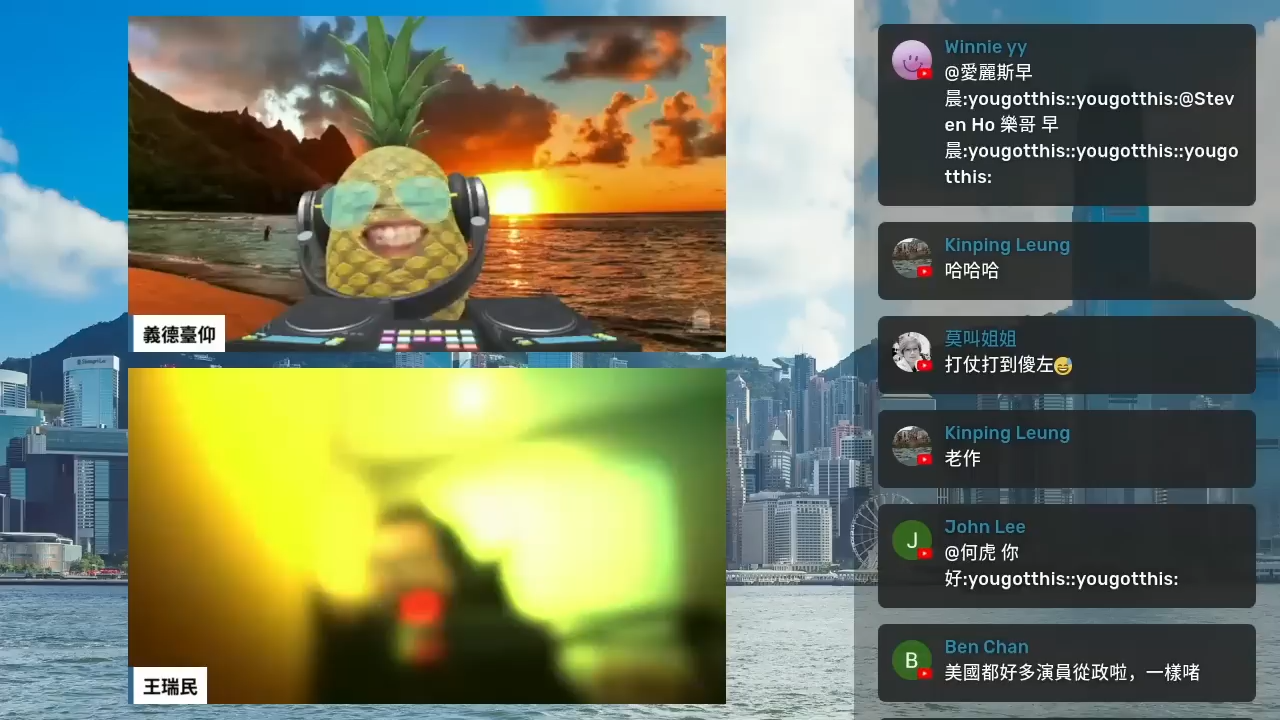 義德臺仰
王瑞民
Winnie yy
@愛麗斯早
晨:yougotthis::yougotthis:@Stev
en Ho 樂哥 早
晨:yougotthis::yougotthis::yougo
tthis:
Kinping Leung
哈哈哈
莫叫姐姐
打仗打到傻左😅
Kinping Leung
老作
J
John Lee
@何虎 你
好:yougotthis::yougotthis:
B
Ben Chan
美國都好多演員從政啦，一樣啫